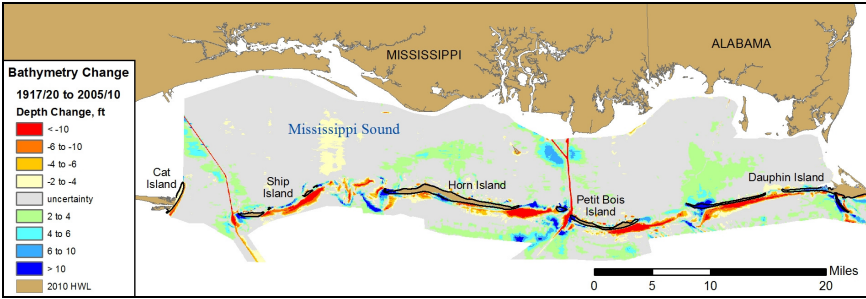 MISSISSIPPI
ALABAMA
Bathymetry Change
1917/20 to 2005/10
Depth Change, ft
< -10
-6 to -10
-4 to -6
-2 to -4
uncertainty
2 to 4
4 to 6
6 to 10
> 10
2010 HWL
Mississippi Sound
Cat
Island
Ship
Island
Horn Island
Petit Bois
Island
Dauphin Island
Miles
0 5 10 20